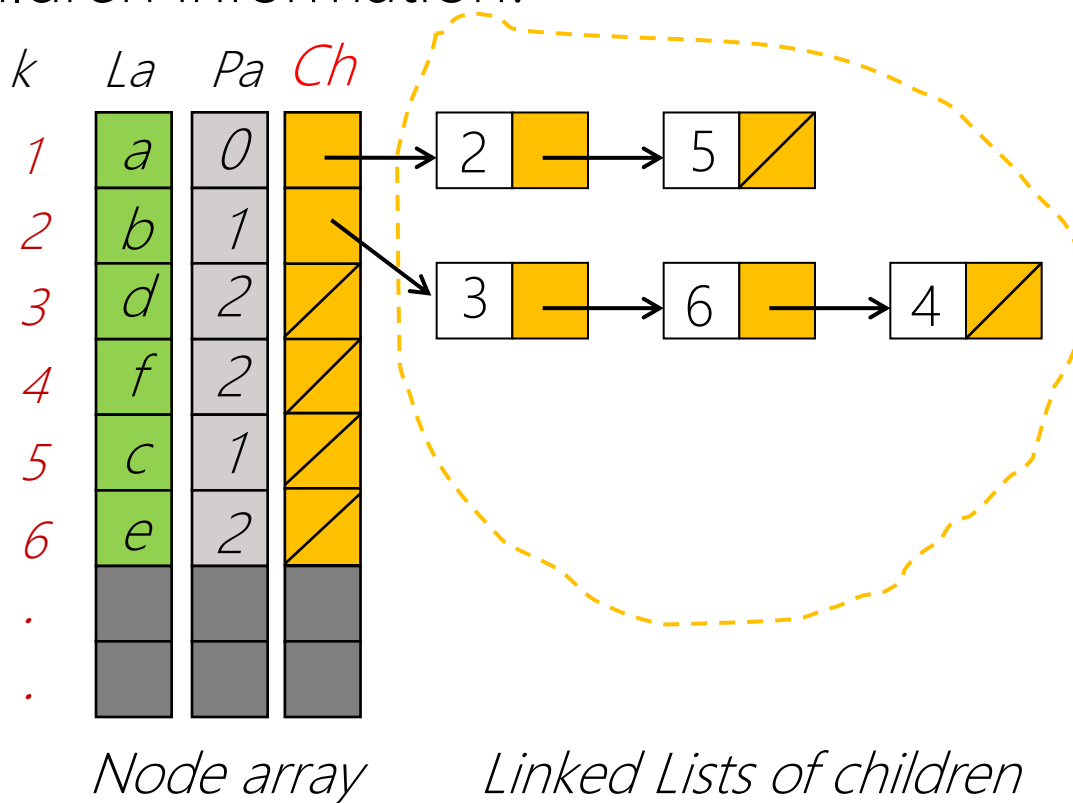 information.
k La Pa Ch
1 a 0 2 5
2 b 1
3 d 2 3 6 4
4 f 2
5 c 1
6 e 2
.
.
Node array Linked Lists of children